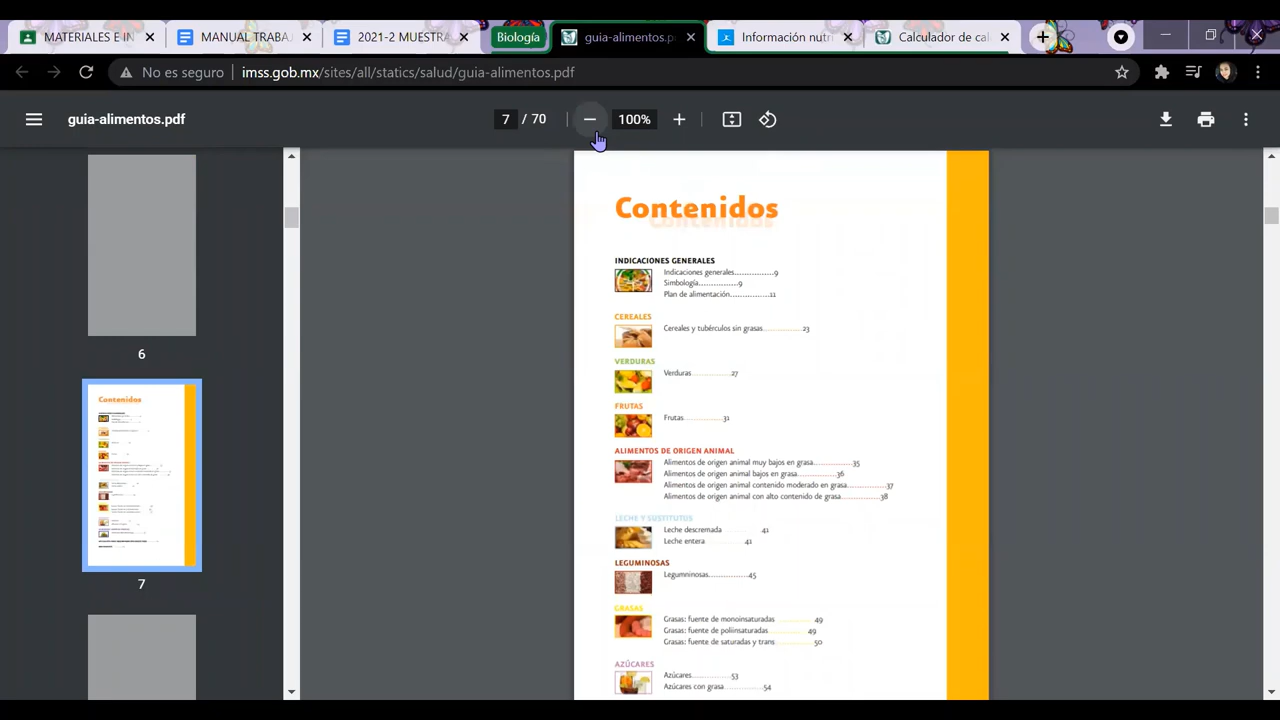 MATERIALES E IN
MANUAL TRABA.
2021-2 MUESTRA
Biología
guia-alimentos.p
Información nutr
Calculador de cal
No es seguro
imss.gob.mx/sites/all/statics/salud/guia-alimentos.pdf
guia-alimentos.pdf
7 / 70
100%
6
7
Contenidos
INDICACIONES GENERALES
Indicaciones generales...............9
Simbología...............9
Plan de alimentación...............11
CEREALES
Cereales y tubérculos sin grasas...............23
VERDURAS
Verduras...............27
FRUTAS
Frutas...............31
ALIMENTOS DE ORIGEN ANIMAL
Alimentos de origen animal muy bajos en grasa...............35
Alimentos de origen animal bajos en grasa...............36
Alimentos de origen animal contenido moderado en grasa...............37
Alimentos de origen animal con alto contenido de grasa...............38
LECHE Y SUSTITUTOS
Leche descremada 41
Leche entera 41
LEGUMINOSAS
Legumninosas...............45
GRASAS
Grasas: fuente de monoinsaturadas 49
Grasas: fuente de poliinsaturadas 49
Grasas: fuente de saturadas y trans 50
AZÚCARES
Azúcares...............53
Azúcares con grasa...............54
Contenidos